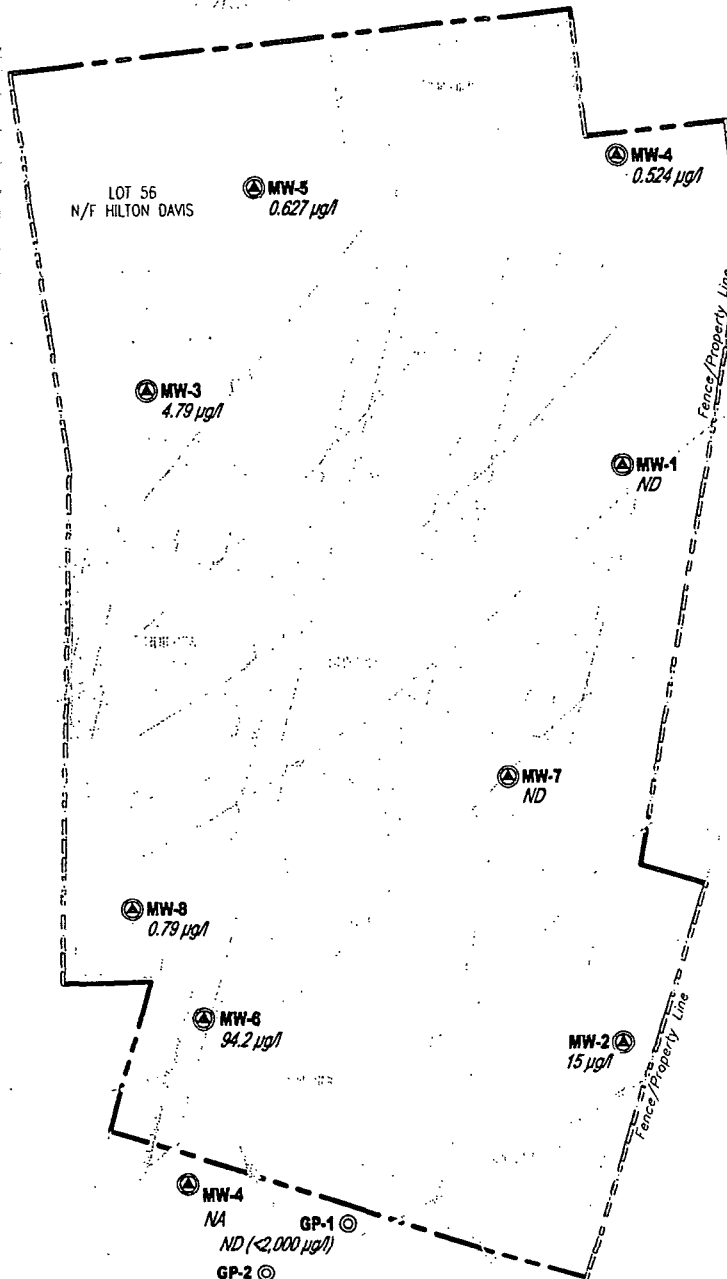 MW-4
0.524 µg/l
MW-5
0.627 µg/l
LOT 56
N/F HILTON DAVIS
Fence/Property Line
MW-3
4.79 µg/l
MW-1
ND
MW-7
ND
MW-8
0.79 µg/l
MW-6
94.2 µg/l
MW-2
15 µg/l
Fence/Property Line
MW-4
NA
GP-1
ND (<2,000 µg/l)
GP-2